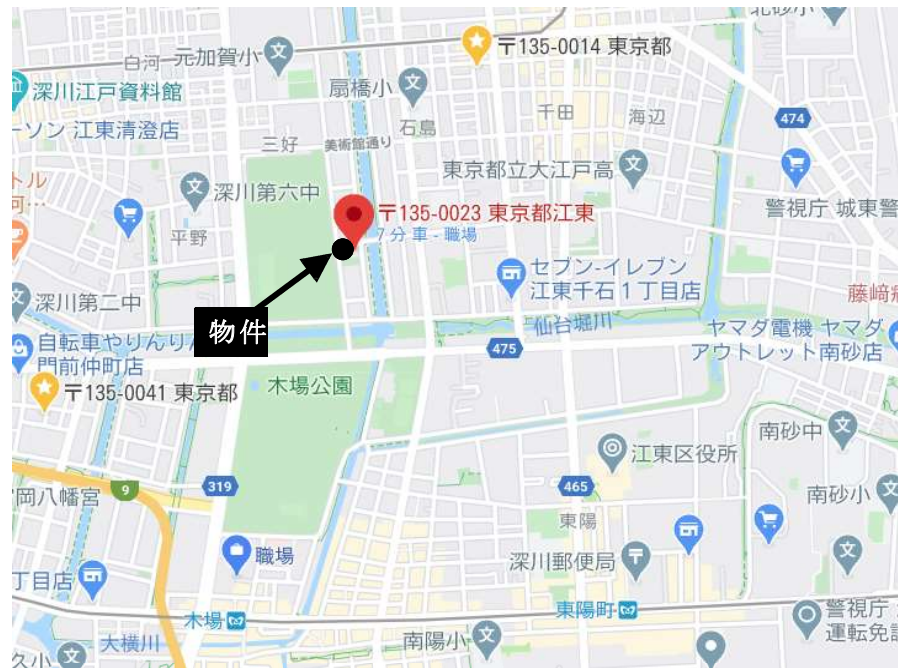 北砂小
白河
元加賀小
〒135-0014 東京都
深川江戸資料館
扇橋小
千田
海辺
474
ーソン 江東清澄店
三好
美術館通り
石島
東京都立大江戸高
トル
深川第六中
〒135-0023 東京都江東
警視庁 城東警
河…
平野
7 分 車 - 職場
セブン-イレブン
江東千石1丁目店
深川第二中
藤﨑病
物件
仙台堀川
自転車やりんりん
門前仲町店
475
ヤマダ電機 ヤマダ
アウトレット南砂店
木場公園
〒135-0041 東京都
南砂中
江東区役所
岡八幡宮
9
319
465
南砂小
東陽
職場
深川郵便局
丁目店
木場
東陽町
警視庁
運転免許
大横川
南陽小
久小